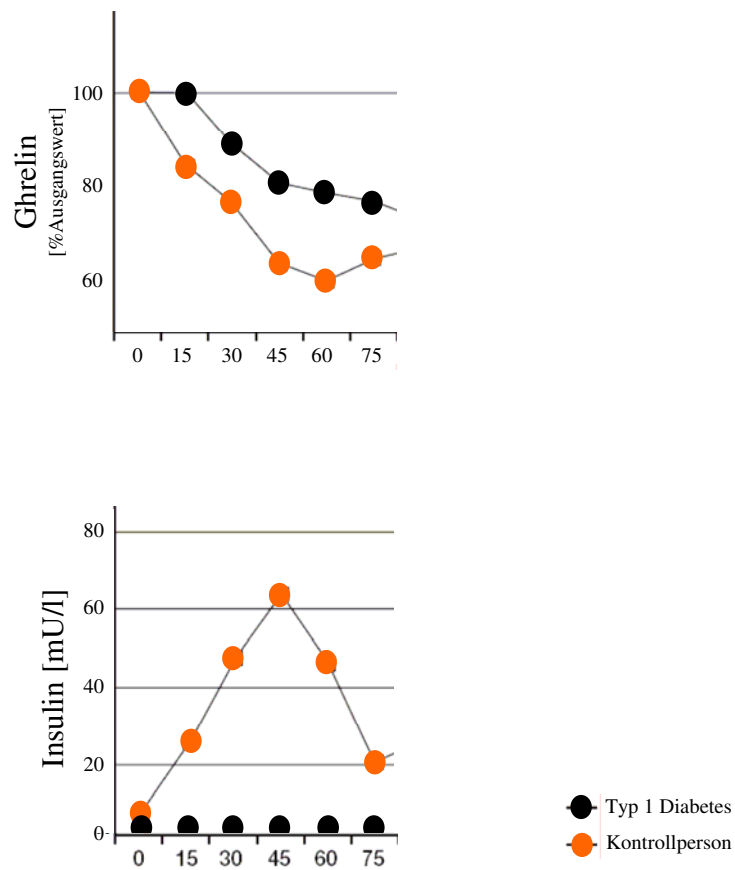 Ghrelin
[%Ausgangswert]
100
80
60
0 15 30 45 60 75
Insulin [mU/l]
80
60
40
20
0
0 15 30 45 60 75
Typ 1 Diabetes
Kontrollperson